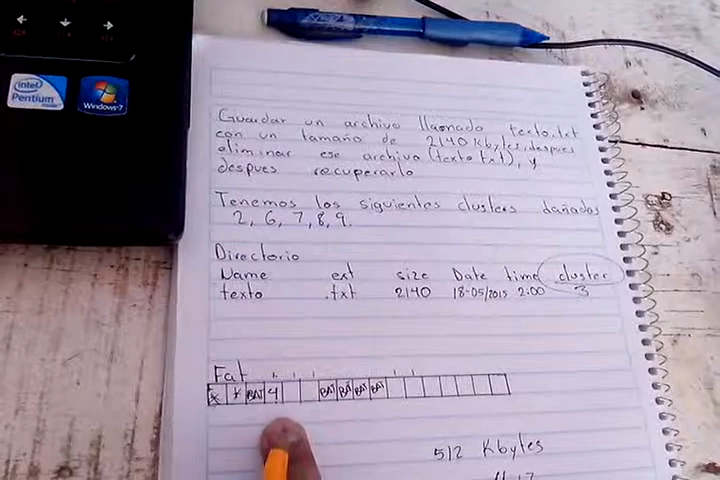 intel
Pentium
Windows 7
Guardar un archivo llamado texto.txt
con un tamaño de 2140 Kbytes, despues
eliminar ese archivo (texto.txt), y
despues recuperarlo
Tenemos los siguientes clusters dañados
2, 6, 7, 8, 9.
Directorio
Name ext size Date time cluster
texto .txt 2140 18-05/2015 2:00 3
Fat
x x BAT 4 BAT BAT BAT BAT
512 Kbytes